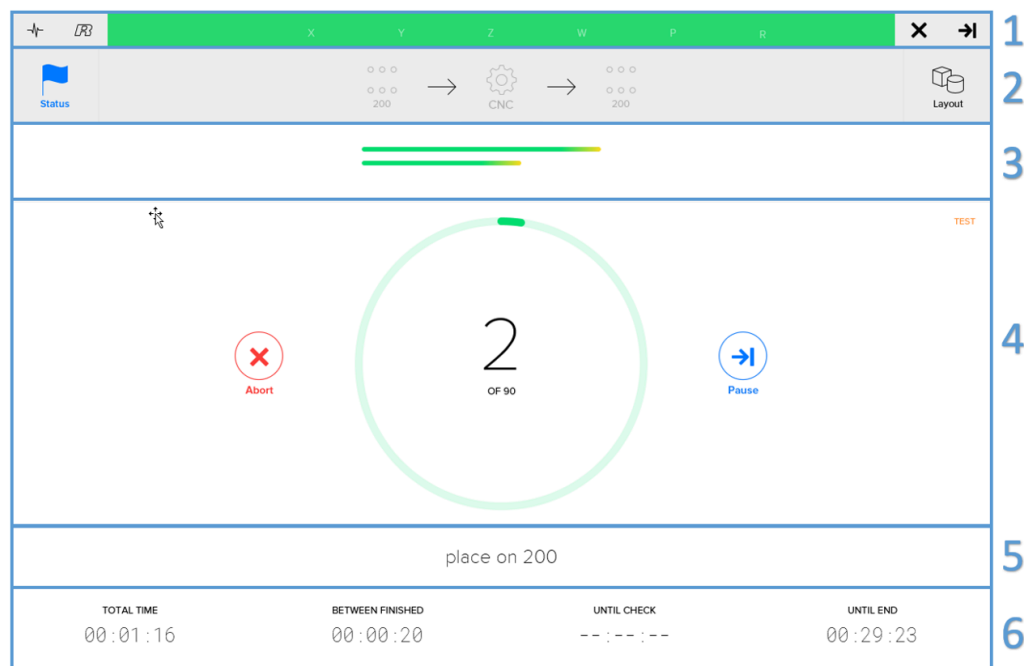 X Y Z W P R
1
Status
200
CNC
200
Layout
2
3
TEST
2
OF 90
Abort
Pause
4
place on 200
5
TOTAL TIME BETWEEN FINISHED UNTIL CHECK UNTIL END
00:01:16 00:00:20 --:--:-- 00:29:23
6